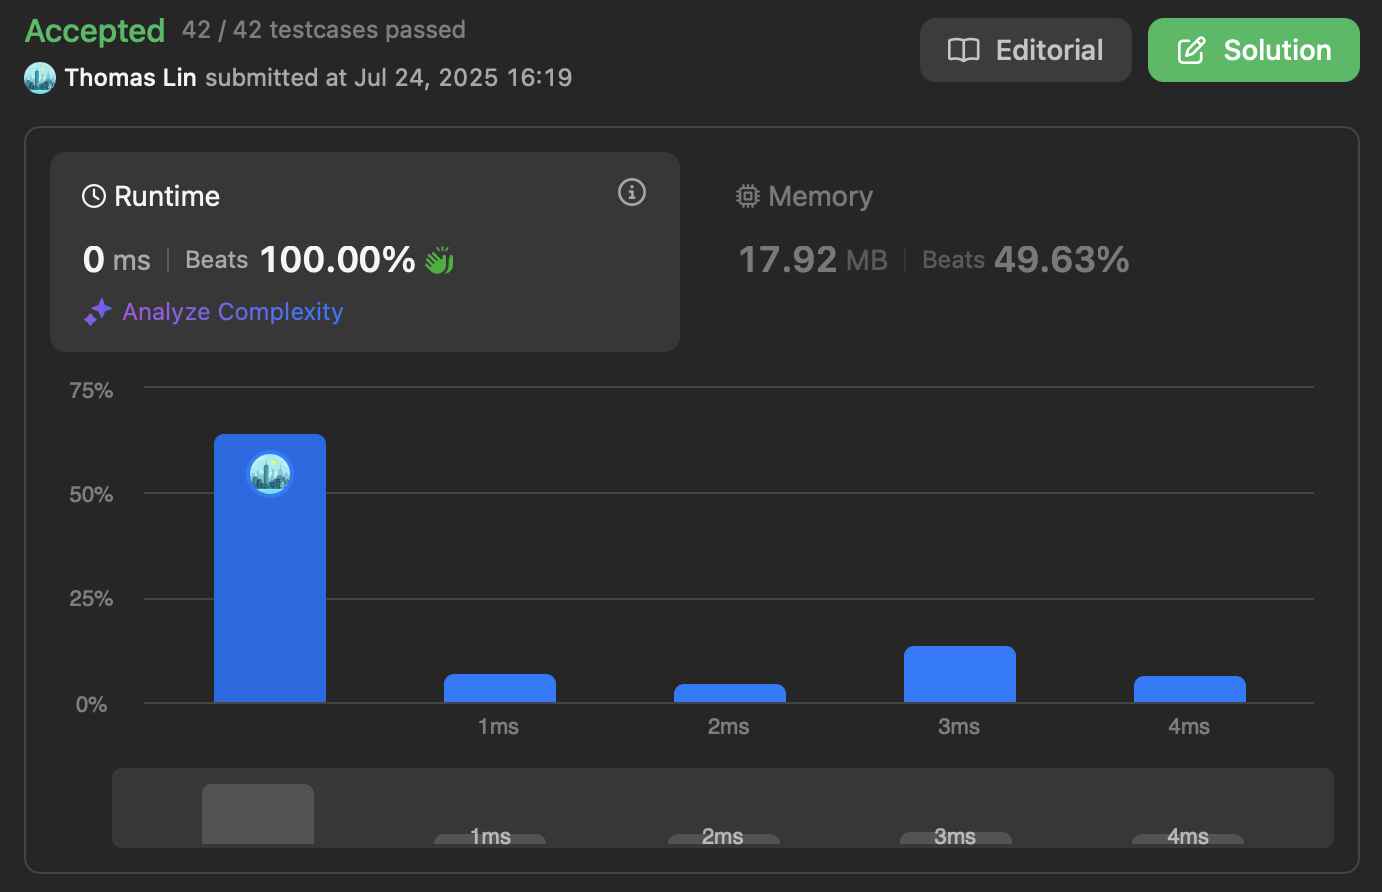 Accepted 42 / 42 testcases passed
Thomas Lin submitted at Jul 24, 2025 16:19
Editorial
Solution
Runtime
0 ms | Beats 100.00%
Analyze Complexity
Memory
17.92 MB | Beats 49.63%
75%
50%
25%
0%
1ms 2ms 3ms 4ms
1ms 2ms 3ms 4ms